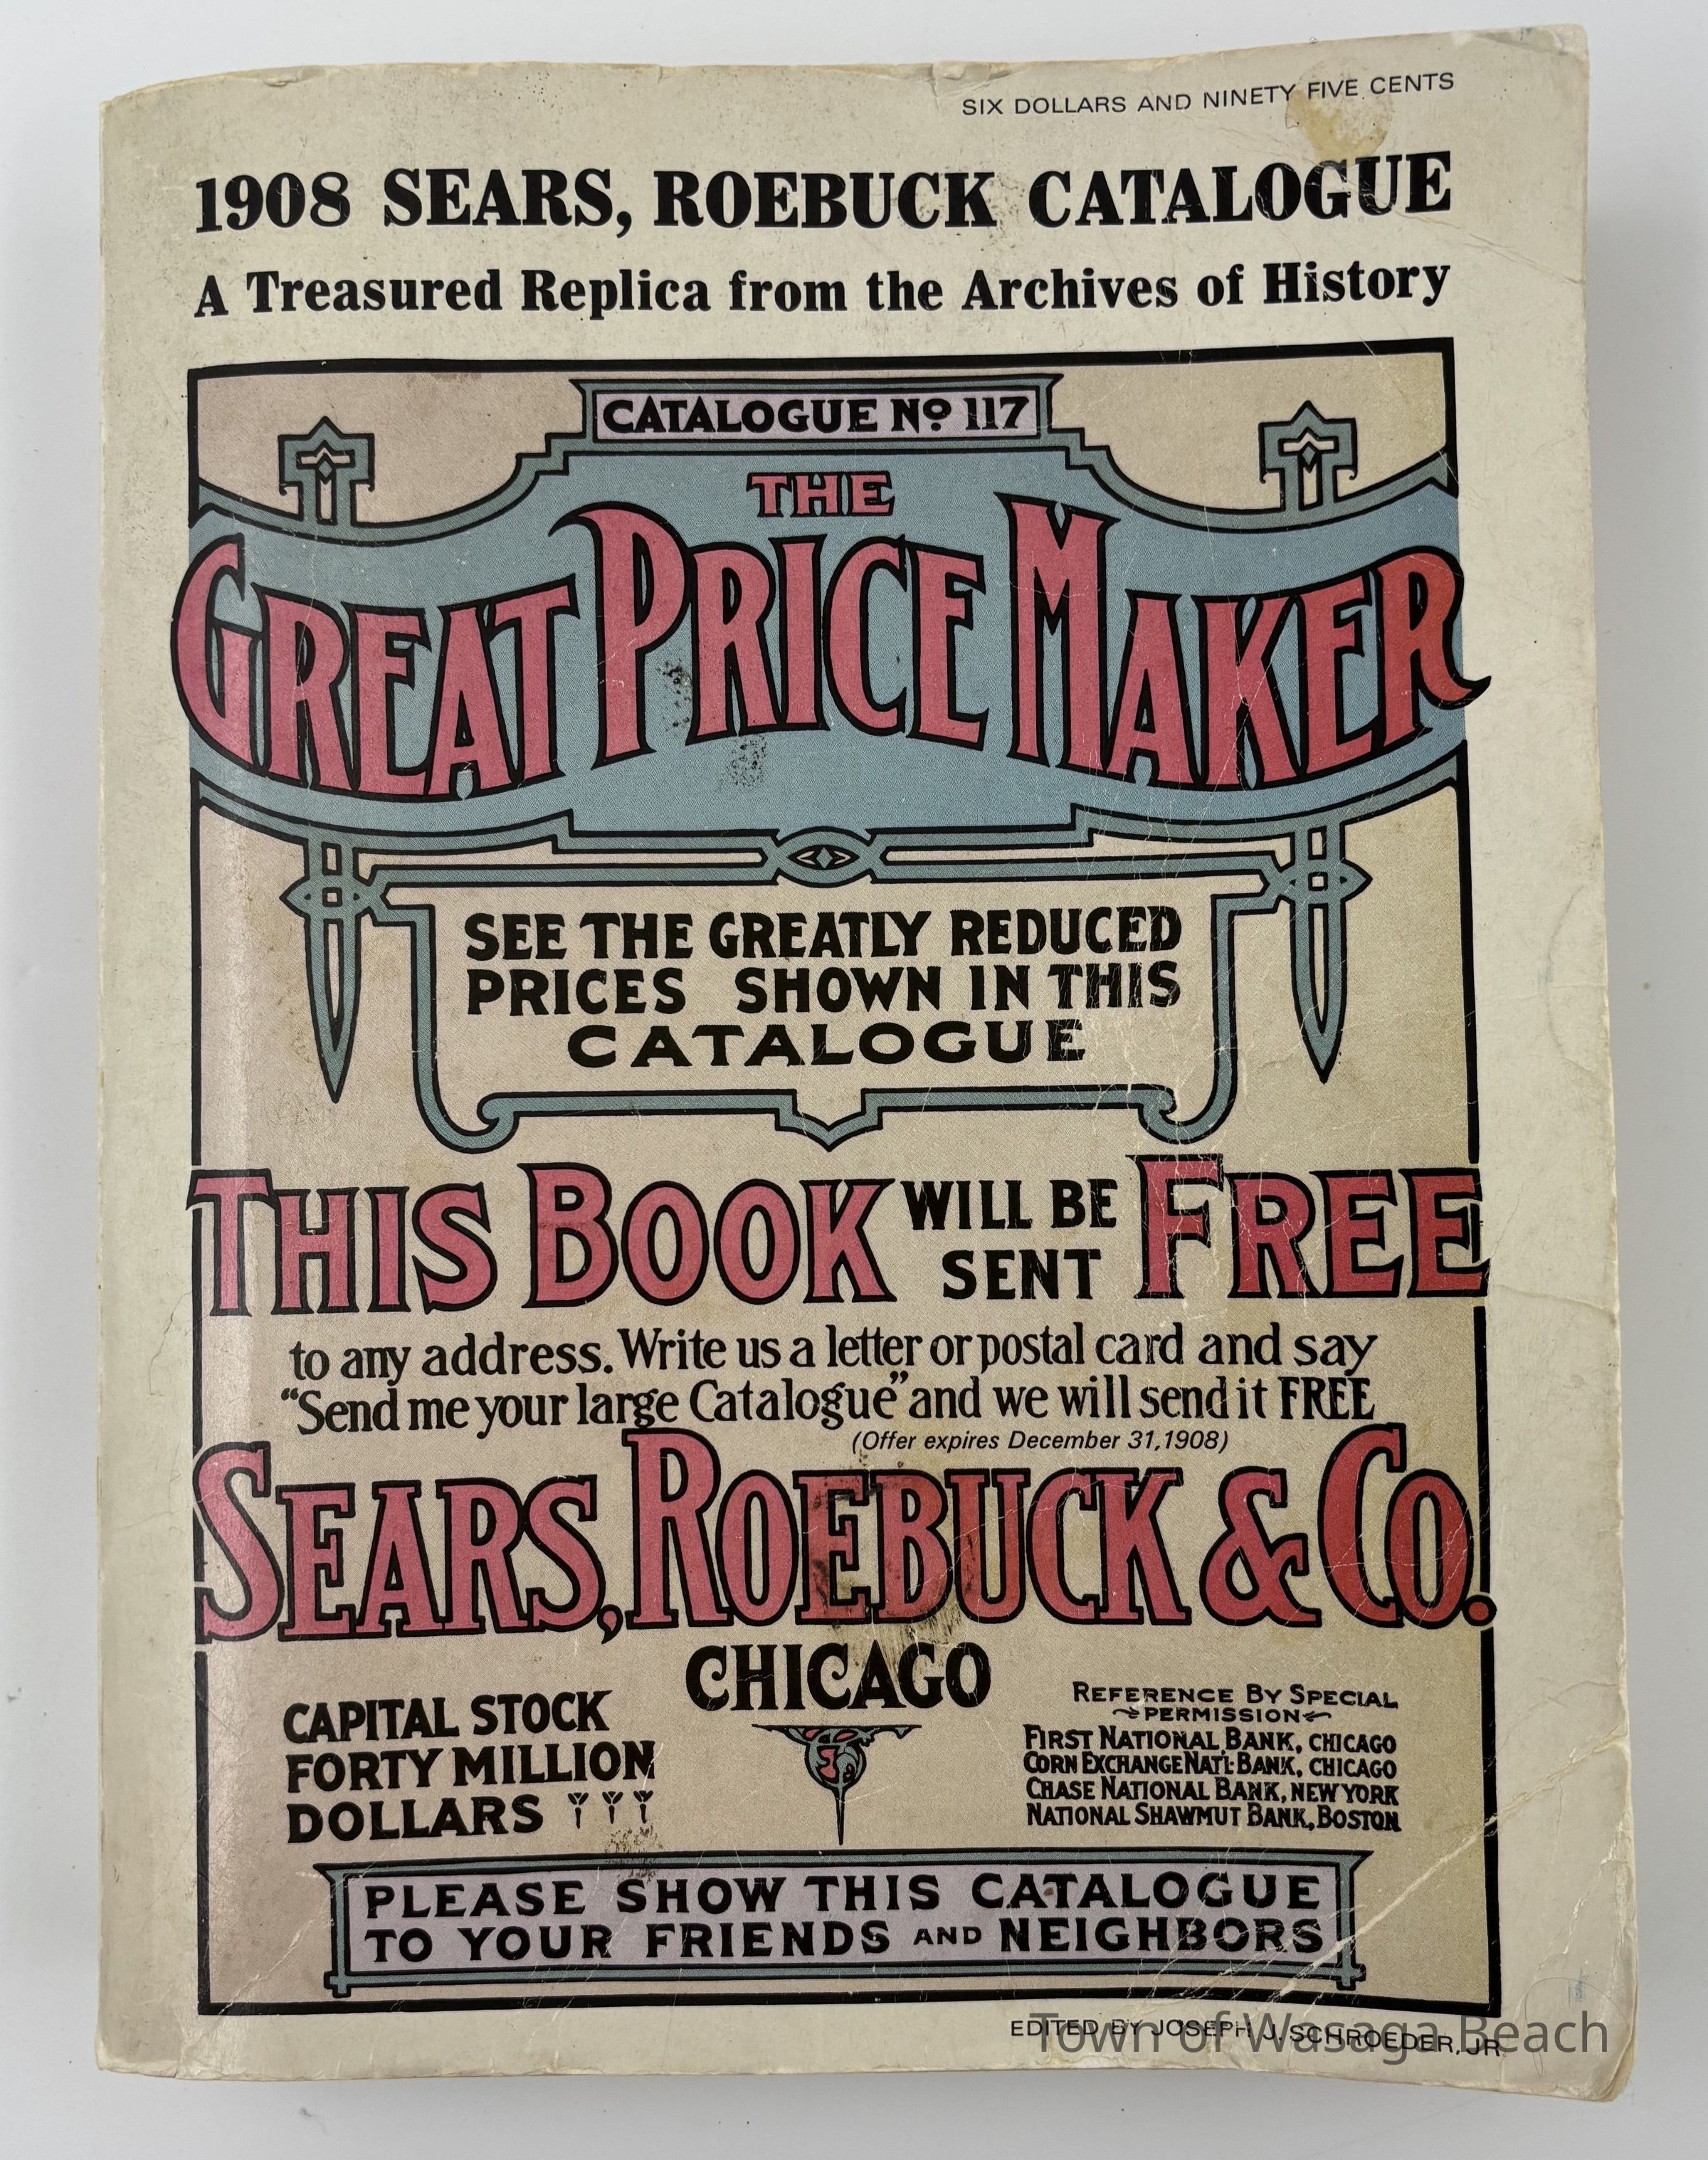 SIX DOLLARS AND NINETY FIVE CENTS
1908 SEARS, ROEBUCK CATALOGUE
A Treasured Replica from the Archives of History
CATALOGUE No 117
THE
GREAT PRICE MAKER
SEE THE GREATLY REDUCED
PRICES SHOWN IN THIS
CATALOGUE
THIS BOOK WILL BE SENT FREE
to any address. Write us a letter or postal card and say
"Send me your large Catalogue" and we will send it FREE
(Offer expires December 31, 1908)
SEARS, ROEBUCK & CO.
CHICAGO
CAPITAL STOCK
FORTY MILLION
DOLLARS
REFERENCE BY SPECIAL
PERMISSION
FIRST NATIONAL BANK, CHICAGO
CORN EXCHANGE NAT'L BANK, CHICAGO
CHASE NATIONAL BANK, NEW YORK
NATIONAL SHAWMUT BANK, BOSTON
PLEASE SHOW THIS CATALOGUE
TO YOUR FRIENDS AND NEIGHBORS
EDITED BY JOSEPH J. SCHROEDER, JR.
Town of Wasaga Beach